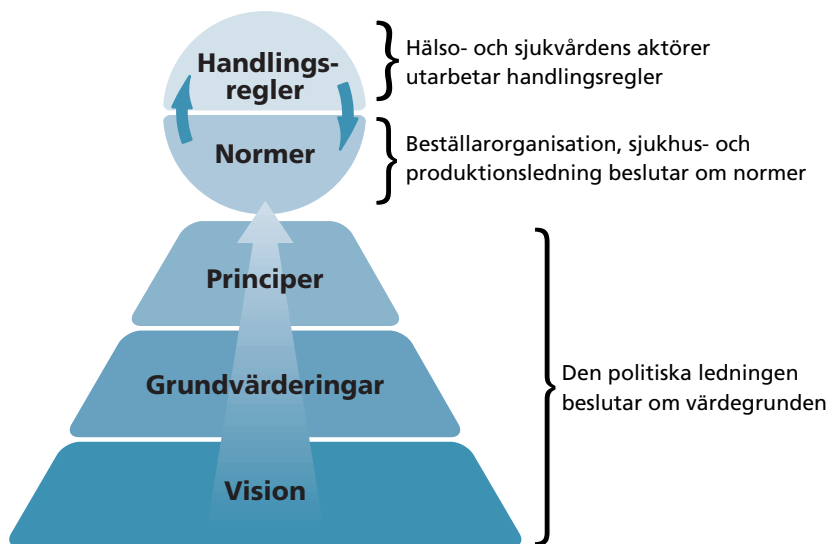 Handlings-
regler
Hälso- och sjukvårdens aktörer
utarbetar handlingsregler
Normer
Beställarorganisation, sjukhus- och
produktionsledning beslutar om normer
Principer
Grundvärderingar
Vision
Den politiska ledningen
beslutar om värdegrunden